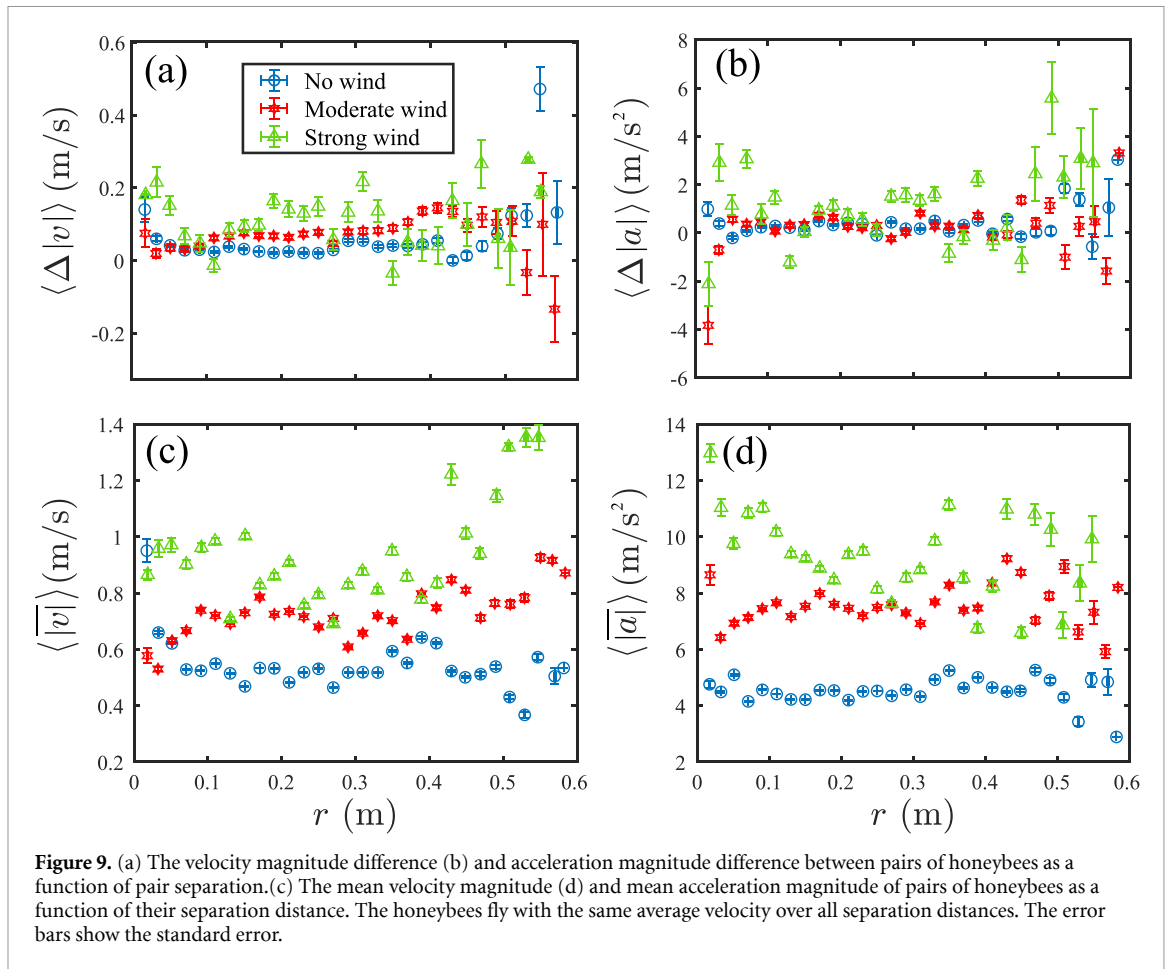 (a)
No wind
Moderate wind
Strong wind
0.6
0.4
0.2
0
-0.2
⟨Δ |v|⟩ (m/s)
(b)
8
6
4
2
0
-2
-4
-6
⟨Δ |a|⟩ (m/s²)
(c)
1.4
1.2
1
0.8
0.6
0.4
0.2
⟨|v|⟩ (m/s)
0 0.1 0.2 0.3 0.4 0.5 0.6
r (m)
(d)
14
12
10
8
6
4
2
⟨|a|⟩ (m/s²)
0 0.1 0.2 0.3 0.4 0.5 0.6
r (m)
Figure 9. (a) The velocity magnitude difference (b) and acceleration magnitude difference between pairs of honeybees as a
function of pair separation.(c) The mean velocity magnitude (d) and mean acceleration magnitude of pairs of honeybees as a
function of their separation distance. The honeybees fly with the same average velocity over all separation distances. The error
bars show the standard error.